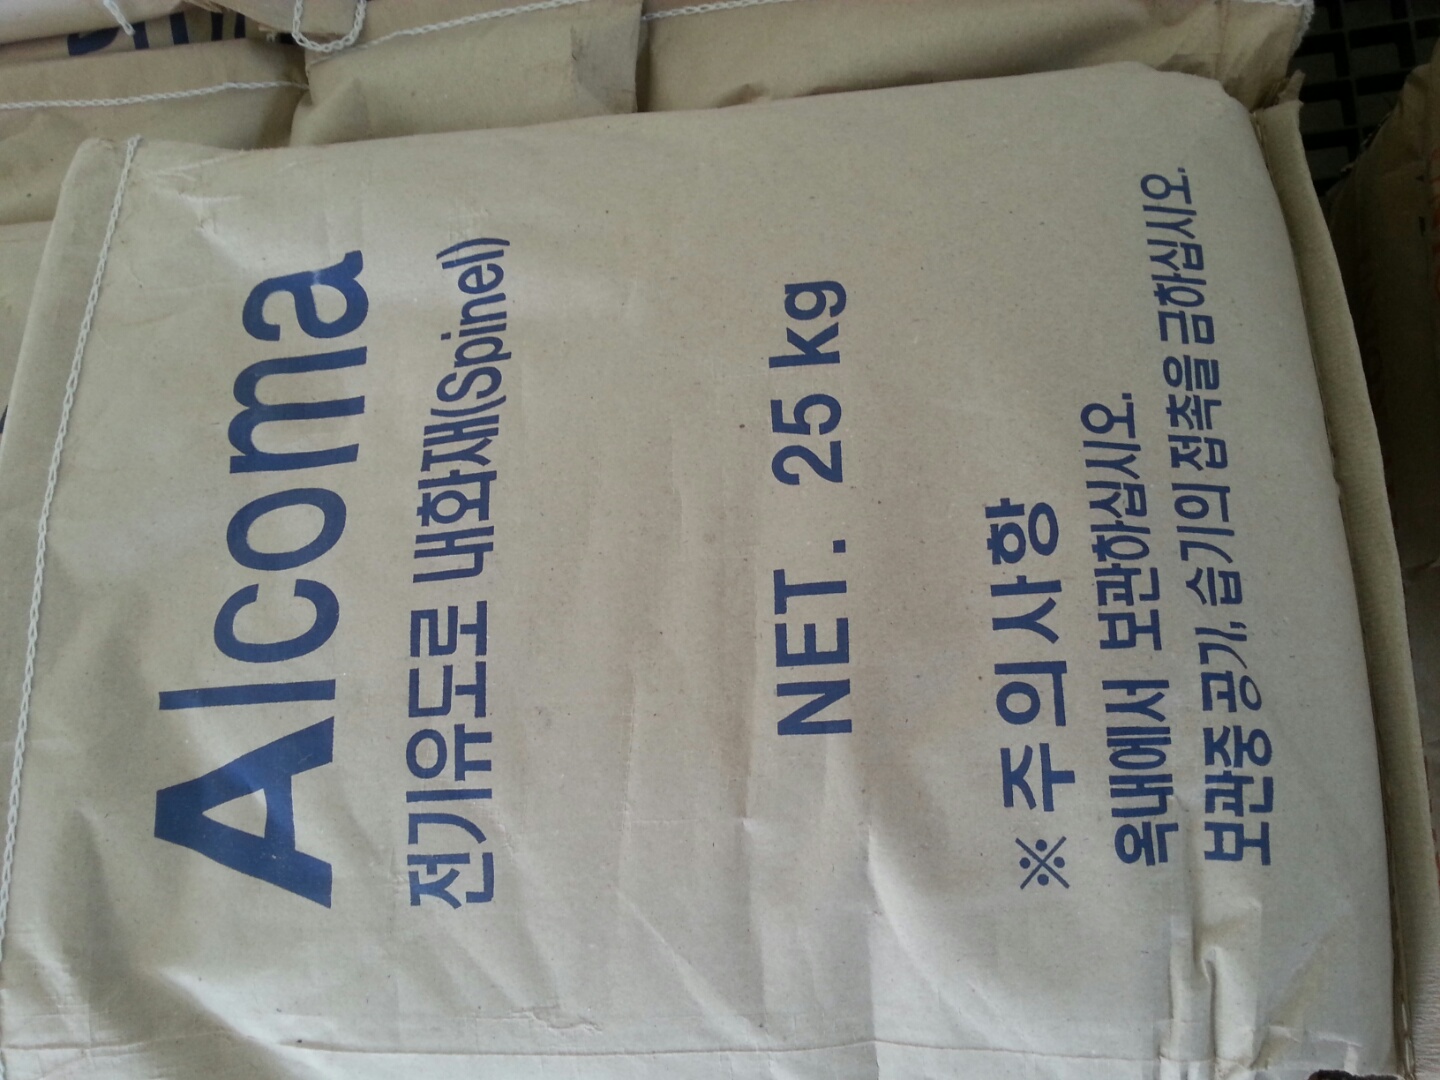 Alcoma
전기유도로 내화재(Spinel)
NET. 25 kg
※ 주의사항
옥내에서 보관하십시오.
보관중 공기, 습기의 접촉을 금하십시오.